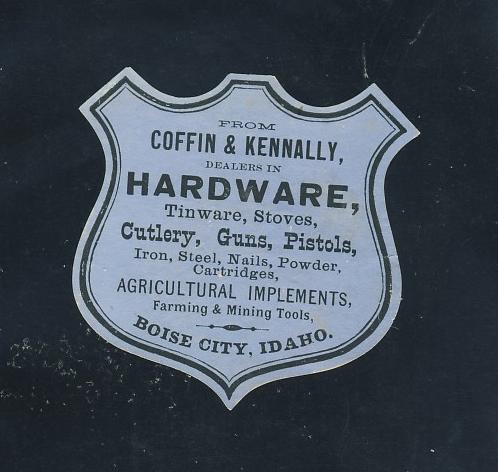 FROM
COFFIN & KENNALLY,
DEALERS IN
HARDWARE,
Tinware, Stoves,
Cutlery, Guns, Pistols,
Iron, Steel, Nails, Powder,
Cartridges,
AGRICULTURAL IMPLEMENTS,
Farming & Mining Tools,
BOISE CITY, IDAHO.